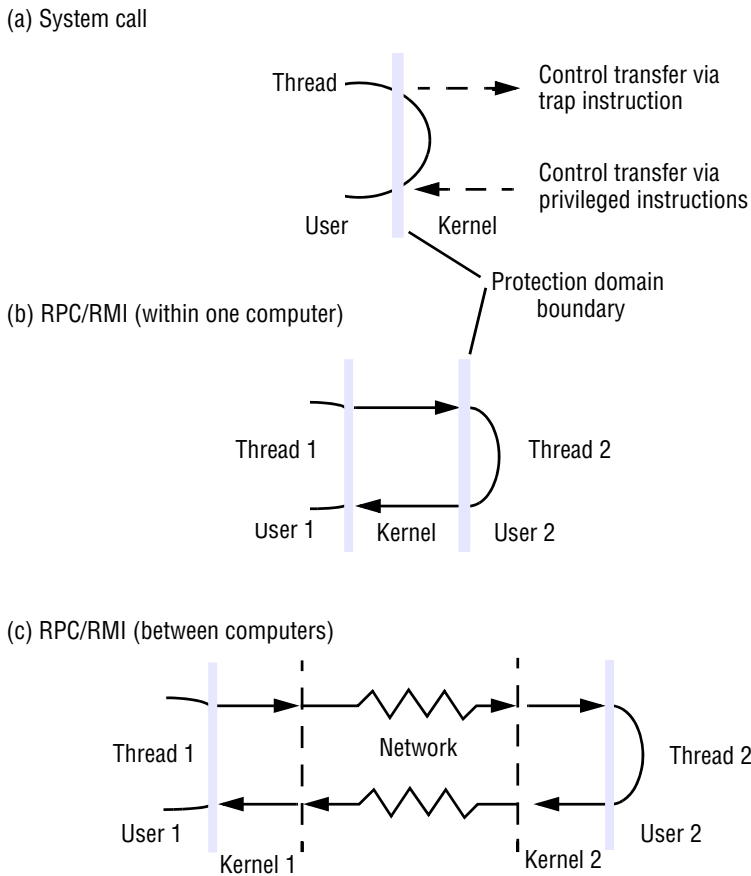 (a) System call
Thread
Control transfer via
trap instruction
Control transfer via
privileged instructions
User
Kernel
Protection domain
boundary
(b) RPC/RMI (within one computer)
Thread 1
Thread 2
User 1
Kernel
User 2
(c) RPC/RMI (between computers)
Network
Thread 1
Thread 2
User 1
User 2
Kernel 1
Kernel 2